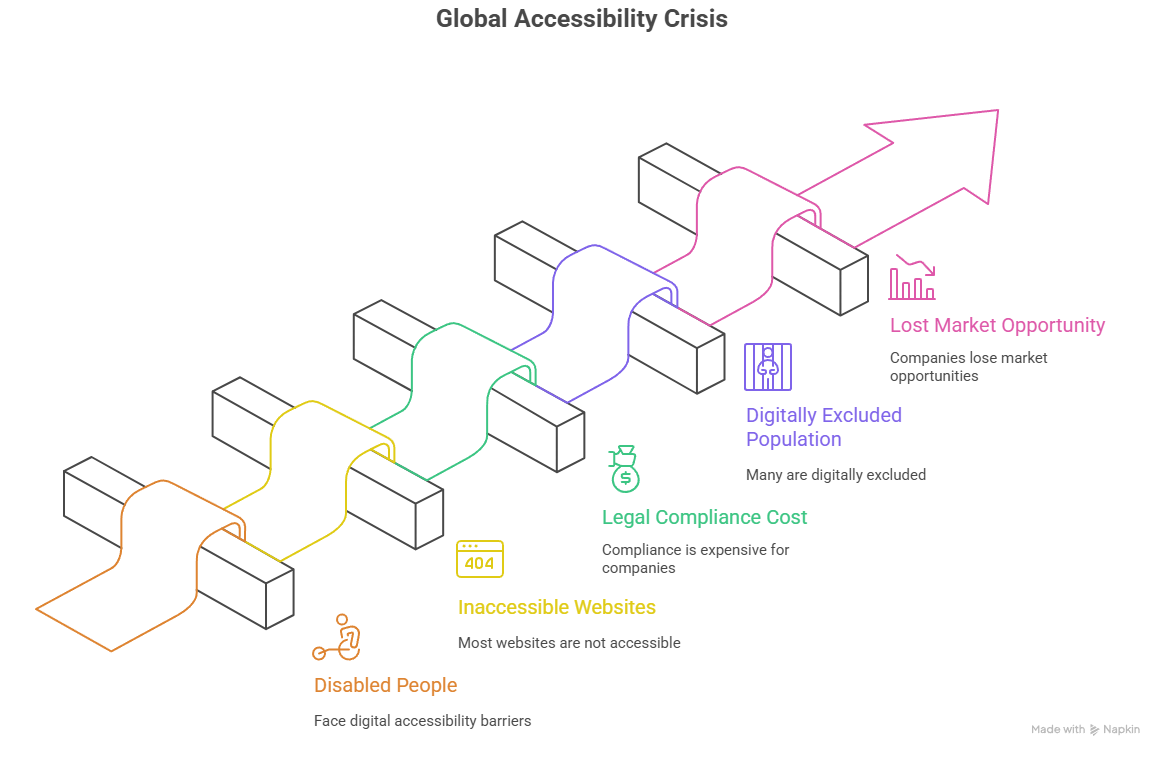 Global Accessibility Crisis
Lost Market Opportunity
Companies lose market
opportunities
Digitally Excluded
Population
Many are digitally excluded
$
Legal Compliance Cost
Compliance is expensive for
companies
404
Inaccessible Websites
Most websites are not accessible
Disabled People
Face digital accessibility barriers
Made with Napkin